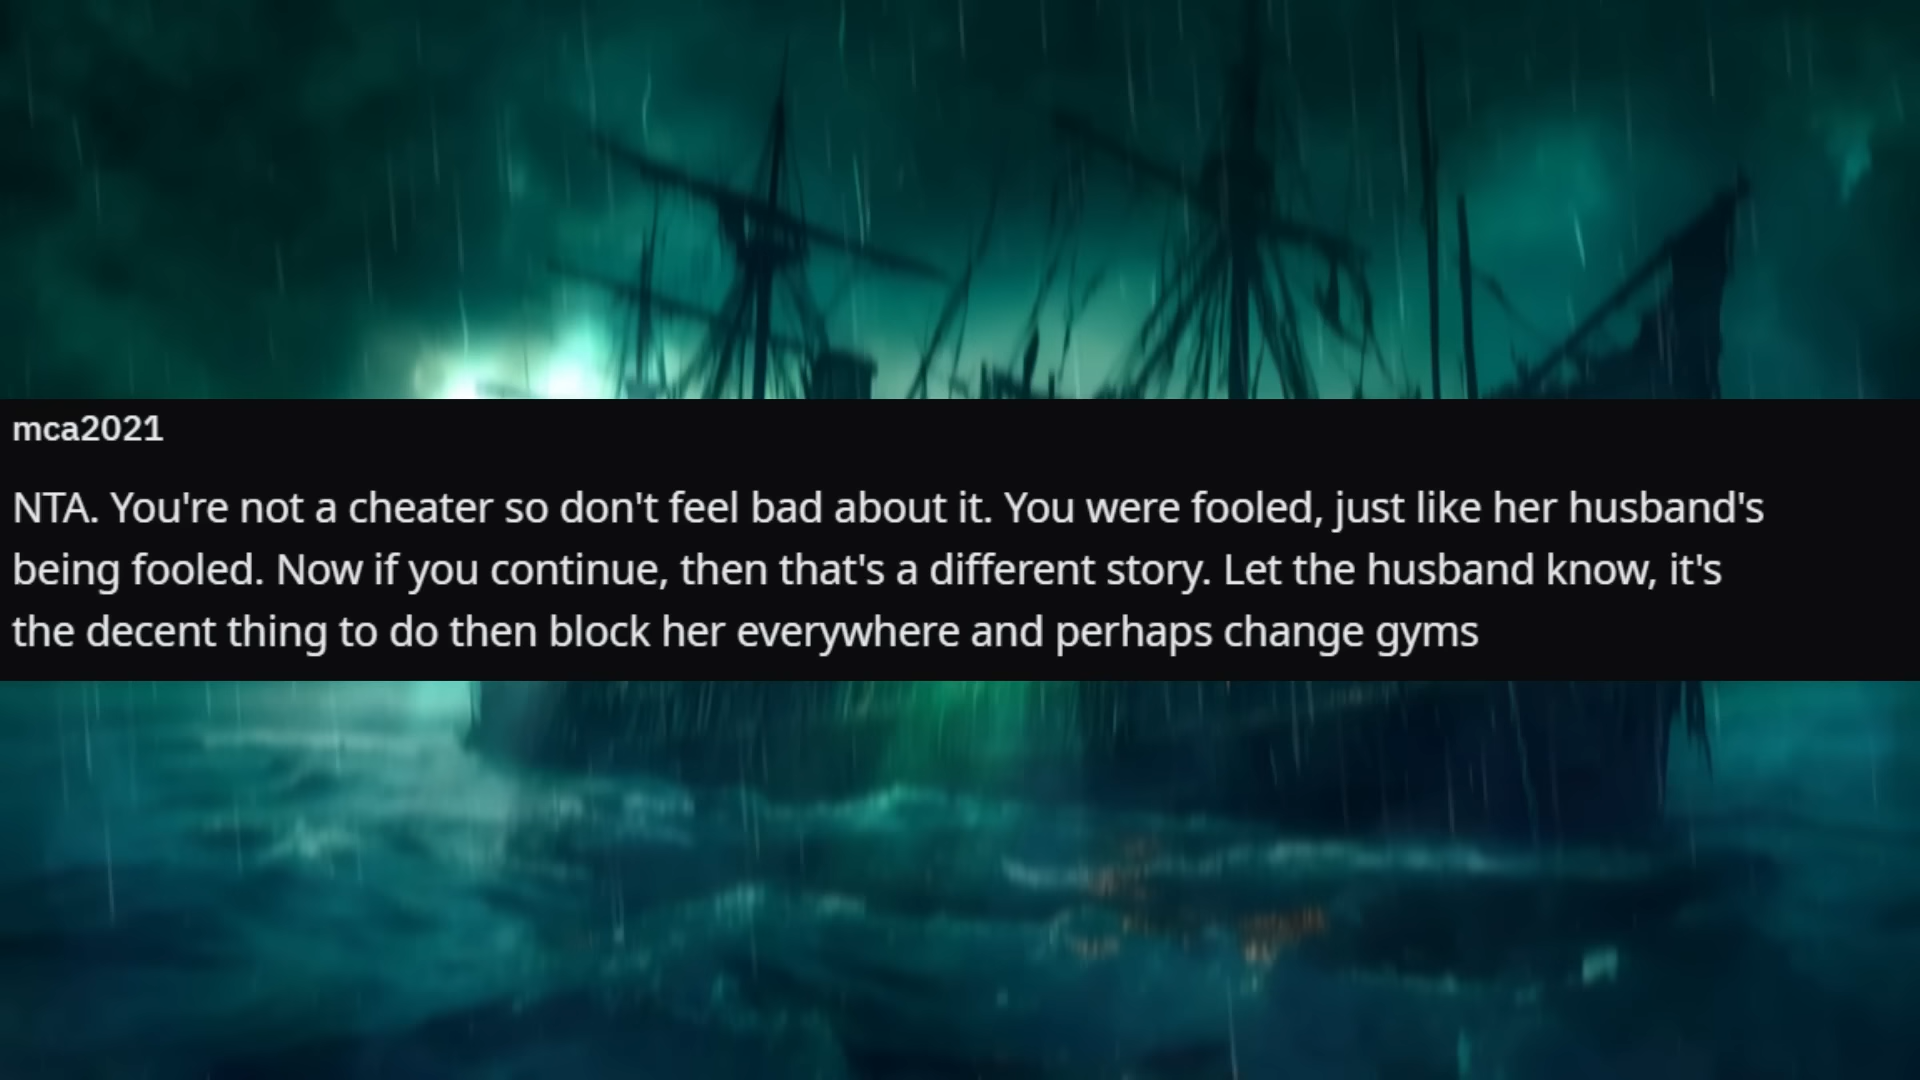 mca2021
NTA. You're not a cheater so don't feel bad about it. You were fooled, just like her husband's
being fooled. Now if you continue, then that's a different story. Let the husband know, it's
the decent thing to do then block her everywhere and perhaps change gyms